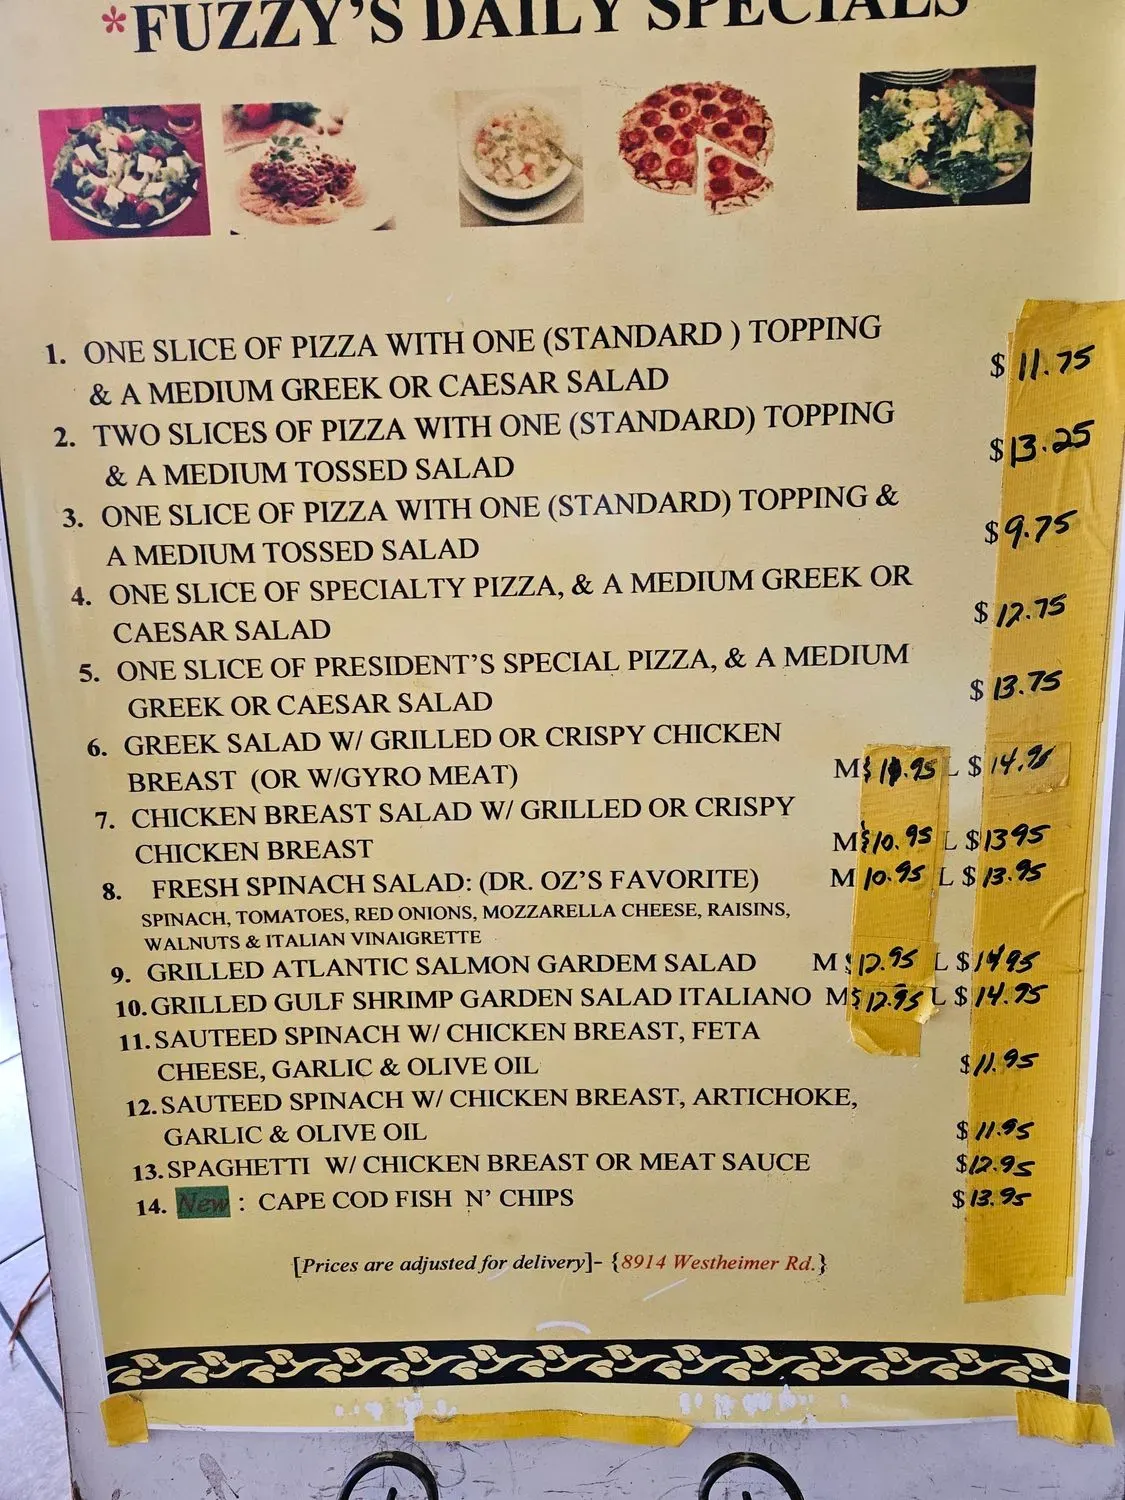 *FUZZY'S DAILY SPECIALS
1. ONE SLICE OF PIZZA WITH ONE (STANDARD ) TOPPING
& A MEDIUM GREEK OR CAESAR SALAD $ 11.75
2. TWO SLICES OF PIZZA WITH ONE (STANDARD) TOPPING
& A MEDIUM TOSSED SALAD $ 13.25
3. ONE SLICE OF PIZZA WITH ONE (STANDARD) TOPPING &
A MEDIUM TOSSED SALAD $ 9.75
4. ONE SLICE OF SPECIALTY PIZZA, & A MEDIUM GREEK OR
CAESAR SALAD $ 12.75
5. ONE SLICE OF PRESIDENT'S SPECIAL PIZZA, & A MEDIUM
GREEK OR CAESAR SALAD $ 13.75
6. GREEK SALAD W/ GRILLED OR CRISPY CHICKEN
BREAST (OR W/GYRO MEAT) M $ L $ 14.95
7. CHICKEN BREAST SALAD W/ GRILLED OR CRISPY
CHICKEN BREAST M $ 10.95 L $ 1395
8. FRESH SPINACH SALAD: (DR. OZ'S FAVORITE) M 10.95 L $ 13.95
SPINACH, TOMATOES, RED ONIONS, MOZZARELLA CHEESE, RAISINS,
WALNUTS & ITALIAN VINAIGRETTE
9. GRILLED ATLANTIC SALMON GARDEM SALAD M $ 12.95 L $ 1495
10. GRILLED GULF SHRIMP GARDEN SALAD ITALIANO M $ 12.95 L $ 14.95
11. SAUTEED SPINACH W/ CHICKEN BREAST, FETA
CHEESE, GARLIC & OLIVE OIL $ 11.95
12. SAUTEED SPINACH W/ CHICKEN BREAST, ARTICHOKE,
GARLIC & OLIVE OIL $ 11.95
13. SPAGHETTI W/ CHICKEN BREAST OR MEAT SAUCE $12.95
14. New : CAPE COD FISH N' CHIPS $ 13.95
[Prices are adjusted for delivery]- {8914 Westheimer Rd.}